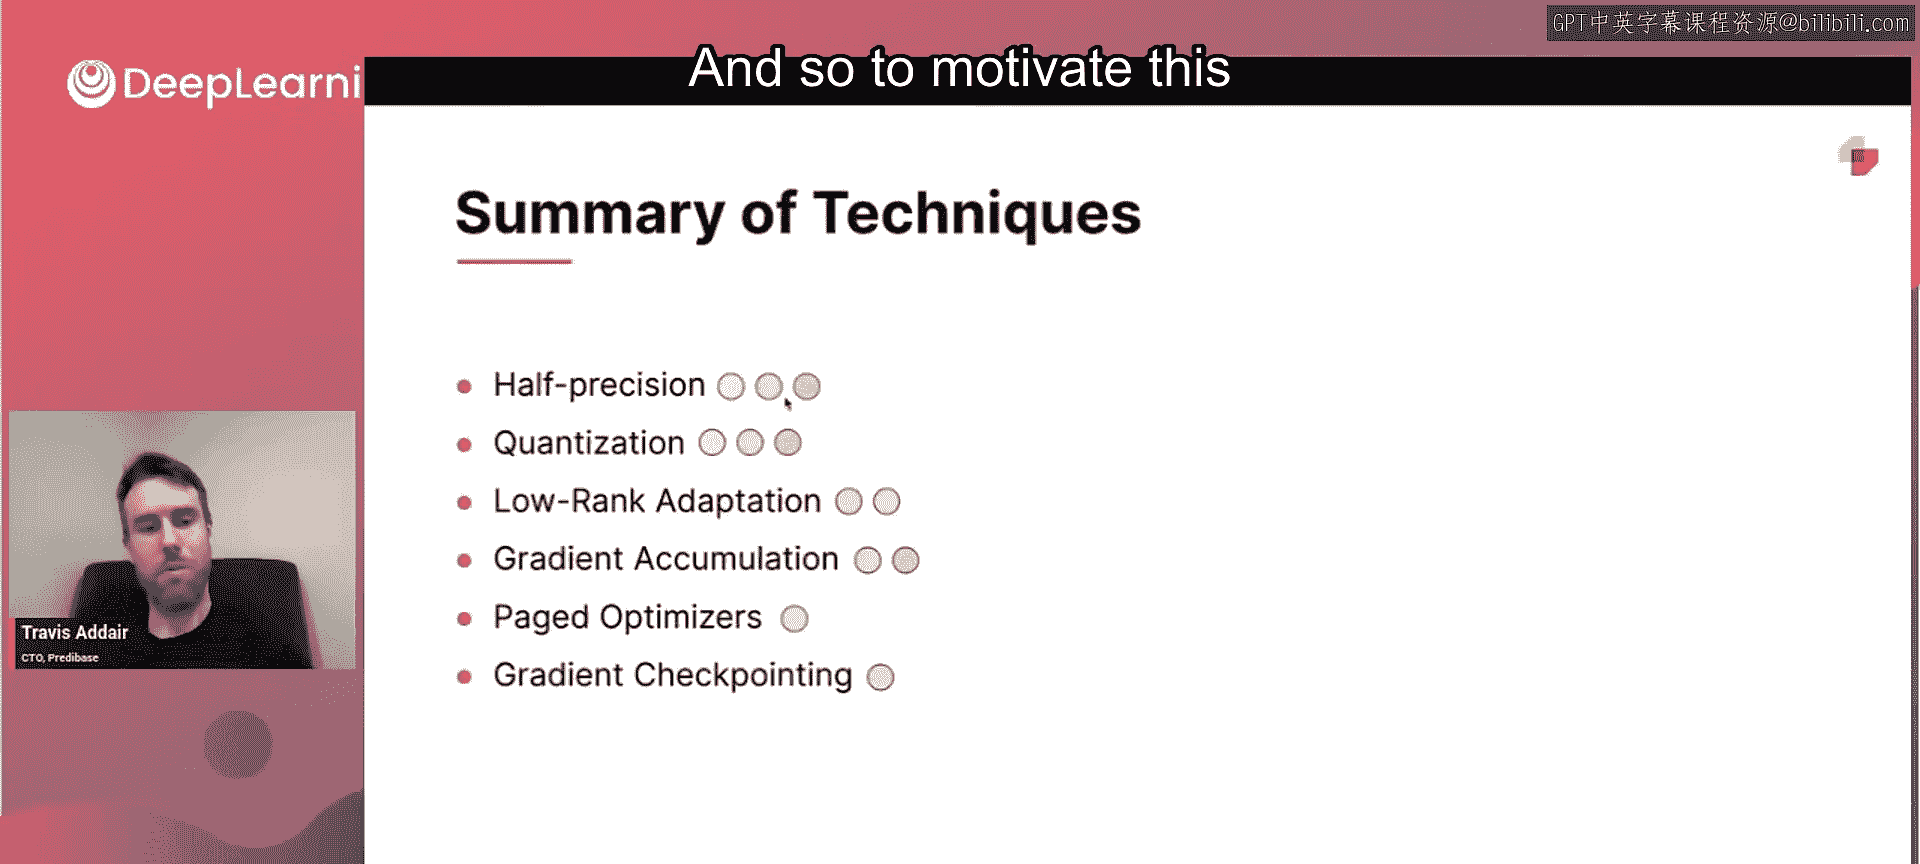 GPT中英字幕课程资源@bilibili.com
And so to motivate this
DeepLearni
Summary of Techniques
Half-precision
Quantization
Low-Rank Adaptation
Gradient Accumulation
Paged Optimizers
Gradient Checkpointing
Travis Addair
CTO, Predibase